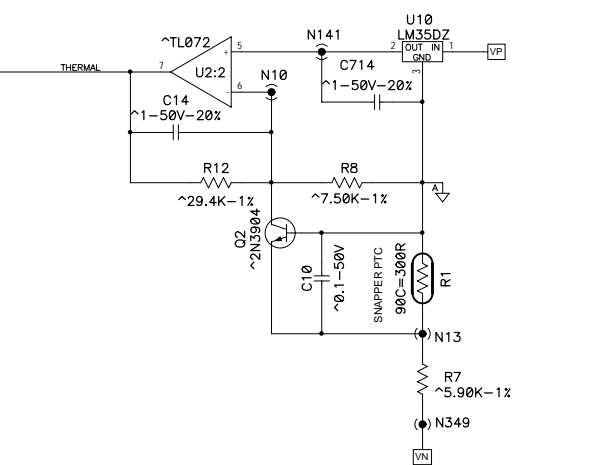 U10
LM35DZ
N141
^TL072
+ 5
2 OUT IN 1
VP
GND
3
THERMAL
7
U2:2
C714
N10
- 6
^1-50V-20%
C14
^1-50V-20%
R12
R8
A
^29.4K-1%
^7.50K-1%
Q2
^2N3904
C10
^0.1-50V
SNAPPER PTC
90C=300R
R1
N13
R7
^5.90K-1%
N349
VN